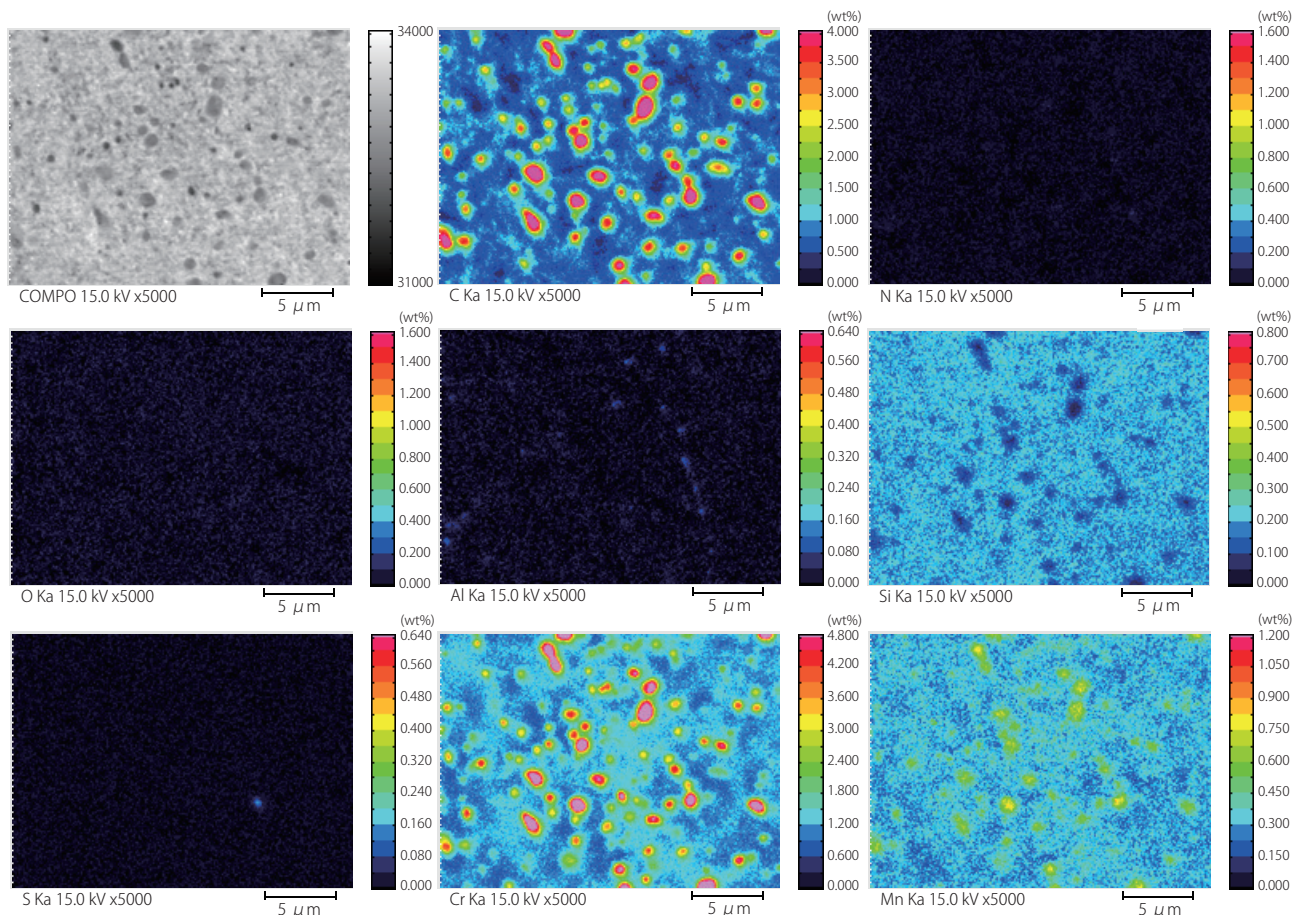 (wt%) (wt%)
34000 4.000 1.600
3.500 1.400
3.000 1.200
2.500 1.000
2.000 0.800
1.500 0.600
1.000 0.400
0.500 0.200
31000 0.000 0.000
COMPO 15.0 kV x5000 5 μm C Ka 15.0 kV x5000 5 μm N Ka 15.0 kV x5000 5 μm
(wt%) (wt%) (wt%)
1.600 0.640 0.800
1.400 0.560 0.700
1.200 0.480 0.600
1.000 0.400 0.500
0.800 0.320 0.400
0.600 0.240 0.300
0.400 0.160 0.200
0.200 0.080 0.100
0.000 0.000 0.000
O Ka 15.0 kV x5000 5 μm Al Ka 15.0 kV x5000 5 μm Si Ka 15.0 kV x5000 5 μm
(wt%) (wt%) (wt%)
0.640 4.800 1.200
0.560 4.200 1.050
0.480 3.600 0.900
0.400 3.000 0.750
0.320 2.400 0.600
0.240 1.800 0.450
0.160 1.200 0.300
0.080 0.600 0.150
0.000 0.000 0.000
S Ka 15.0 kV x5000 5 μm Cr Ka 15.0 kV x5000 5 μm Mn Ka 15.0 kV x5000 5 μm